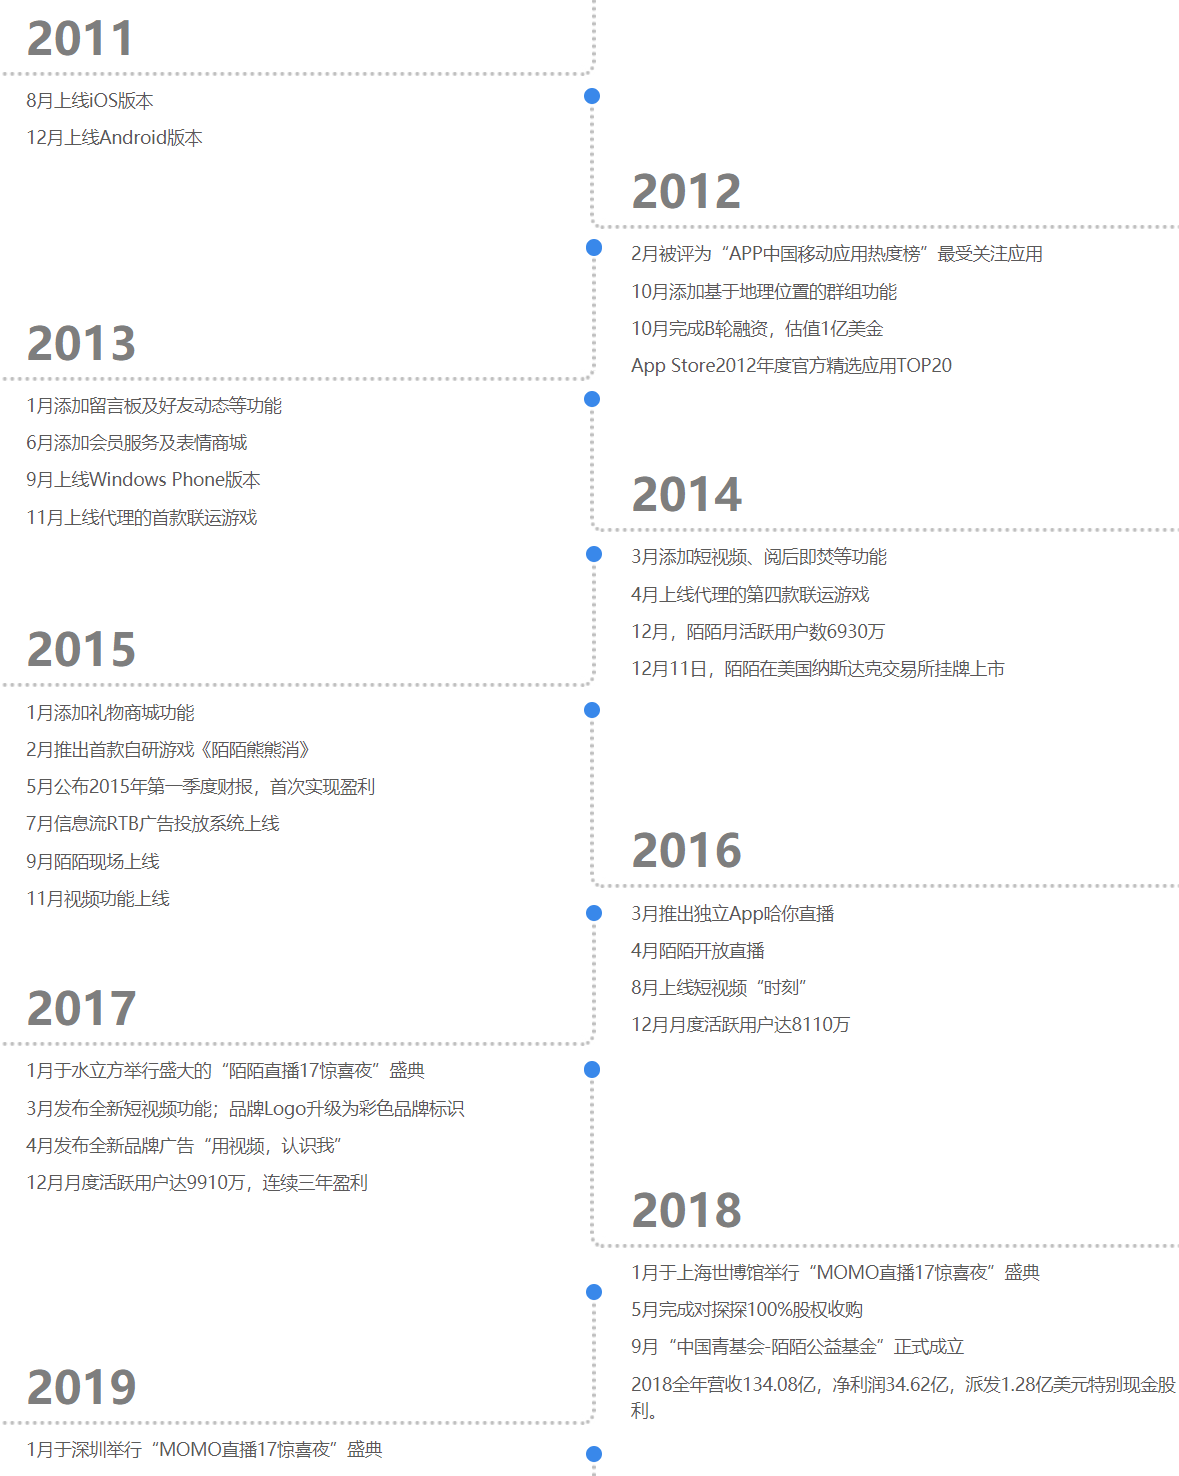 2011
8月上线iOS版本
12月上线Android版本
2012
2月被评为“APP中国移动应用热度榜”最受关注应用
10月添加基于地理位置的群组功能
10月完成B轮融资，估值1亿美金
App Store2012年度官方精选应用TOP20
2013
1月添加留言板及好友动态等功能
6月添加会员服务及表情商城
9月上线Windows Phone版本
11月上线代理的首款联运游戏
2014
3月添加短视频、阅后即焚等功能
4月上线代理的第四款联运游戏
12月，陌陌月活跃用户数6930万
12月11日，陌陌在美国纳斯达克交易所挂牌上市
2015
1月添加礼物商城功能
2月推出首款自研游戏《陌陌熊熊消》
5月公布2015年第一季度财报，首次实现盈利
7月信息流RTB广告投放系统上线
9月陌陌现场上线
11月视频功能上线
2016
3月推出独立App哈你直播
4月陌陌开放直播
8月上线短视频“时刻”
12月月度活跃用户达8110万
2017
1月于水立方举行盛大的“陌陌直播17惊喜夜”盛典
3月发布全新短视频功能；品牌Logo升级为彩色品牌标识
4月发布全新品牌广告“用视频，认识我”
12月月度活跃用户达9910万，连续三年盈利
2018
1月于上海世博馆举行“MOMO直播17惊喜夜”盛典
5月完成对探探100%股权收购
9月“中国青基会-陌陌公益基金”正式成立
2018全年营收134.08亿，净利润34.62亿，派发1.28亿美元特别现金股
利。
2019
1月于深圳举行“MOMO直播17惊喜夜”盛典